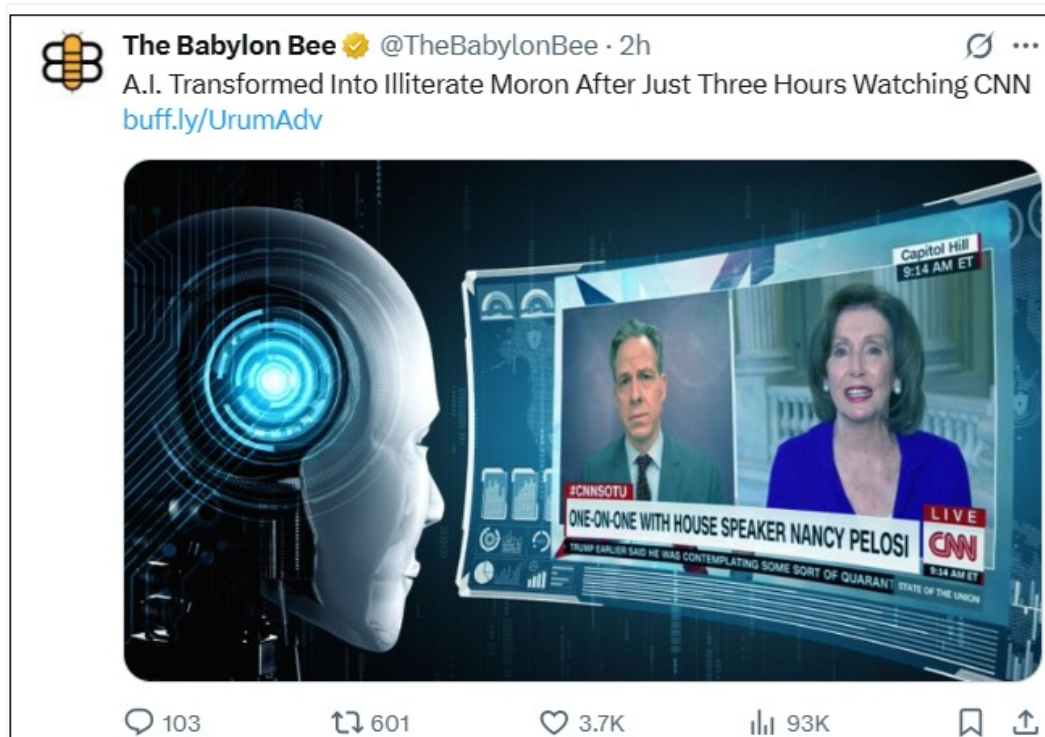 The Babylon Bee @TheBabylonBee · 2h
A.I. Transformed Into Illiterate Moron After Just Three Hours Watching CNN
buff.ly/UrumAdv
Capitol Hill
9:14 AM ET
#CNNSOTU
ONE-ON-ONE WITH HOUSE SPEAKER NANCY PELOSI
TRUMP EARLIER SAID HE WAS CONTEMPLATING SOME SORT OF QUARANT
LIVE
CNN
9:14 AM ET
STATE OF THE UNION
103 601 3.7K 93K